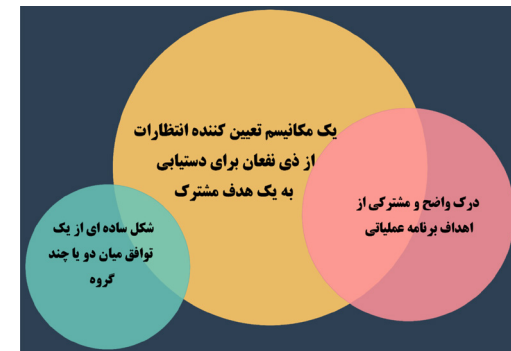 یک مکانیسم تعیین کننده انتظارات
از ذی نفعان برای دستیابی
به یک هدف مشترک
درک واضح و مشترکی از
اهداف برنامه عملیاتی
شکل ساده ای از یک
توافق میان دو یا چند
گروه